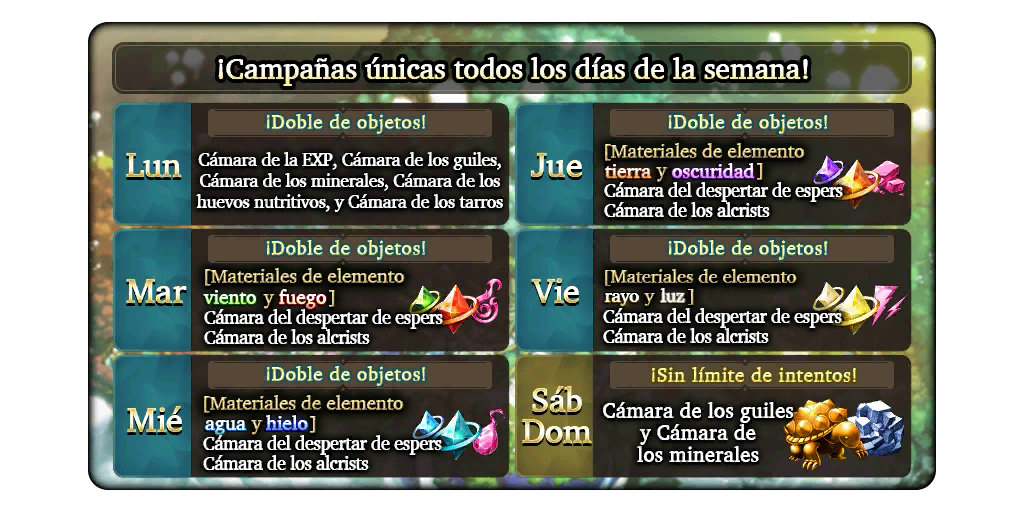 ¡Campañas únicas todos los días de la semana!
Lun
¡Doble de objetos!
Cámara de la EXP, Cámara de los guiles,
Cámara de los minerales, Cámara de los
huevos nutritivos, y Cámara de los tarros
Mar
¡Doble de objetos!
[Materiales de elemento
viento y fuego]
Cámara del despertar de espers
Cámara de los alcrists
Mié
¡Doble de objetos!
[Materiales de elemento
agua y hielo]
Cámara del despertar de espers
Cámara de los alcrists
Jue
¡Doble de objetos!
[Materiales de elemento
tierra y oscuridad]
Cámara del despertar de espers
Cámara de los alcrists
Vie
¡Doble de objetos!
[Materiales de elemento
rayo y luz]
Cámara del despertar de espers
Cámara de los alcrists
Sáb
Dom
¡Sin límite de intentos!
Cámara de los guiles
y Cámara de
los minerales